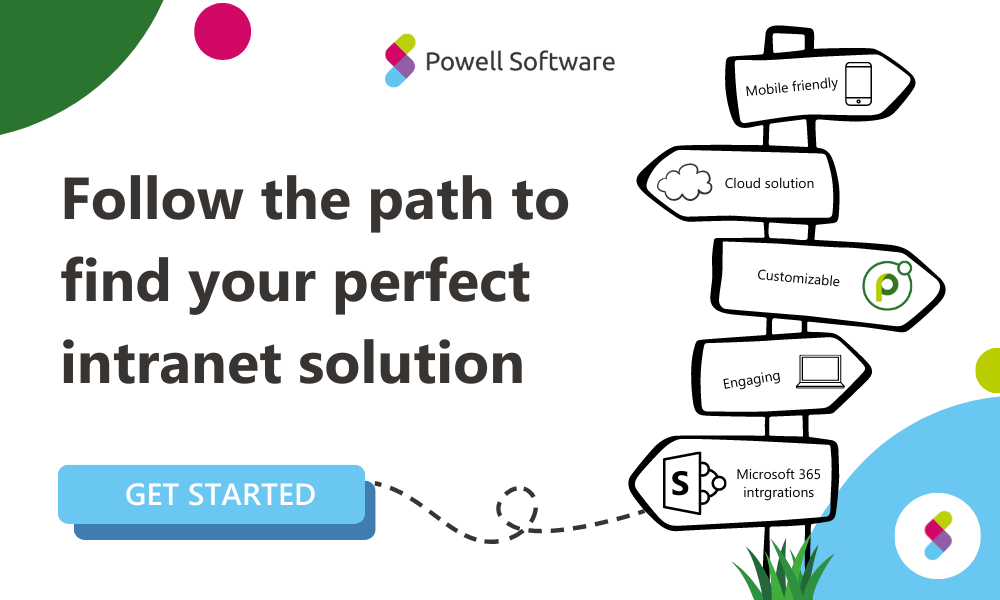 Powell Software
Follow the path to
find your perfect
intranet solution
GET STARTED
Mobile friendly
Cloud solution
Customizable
p
Engaging
S
Microsoft 365
intrgrations